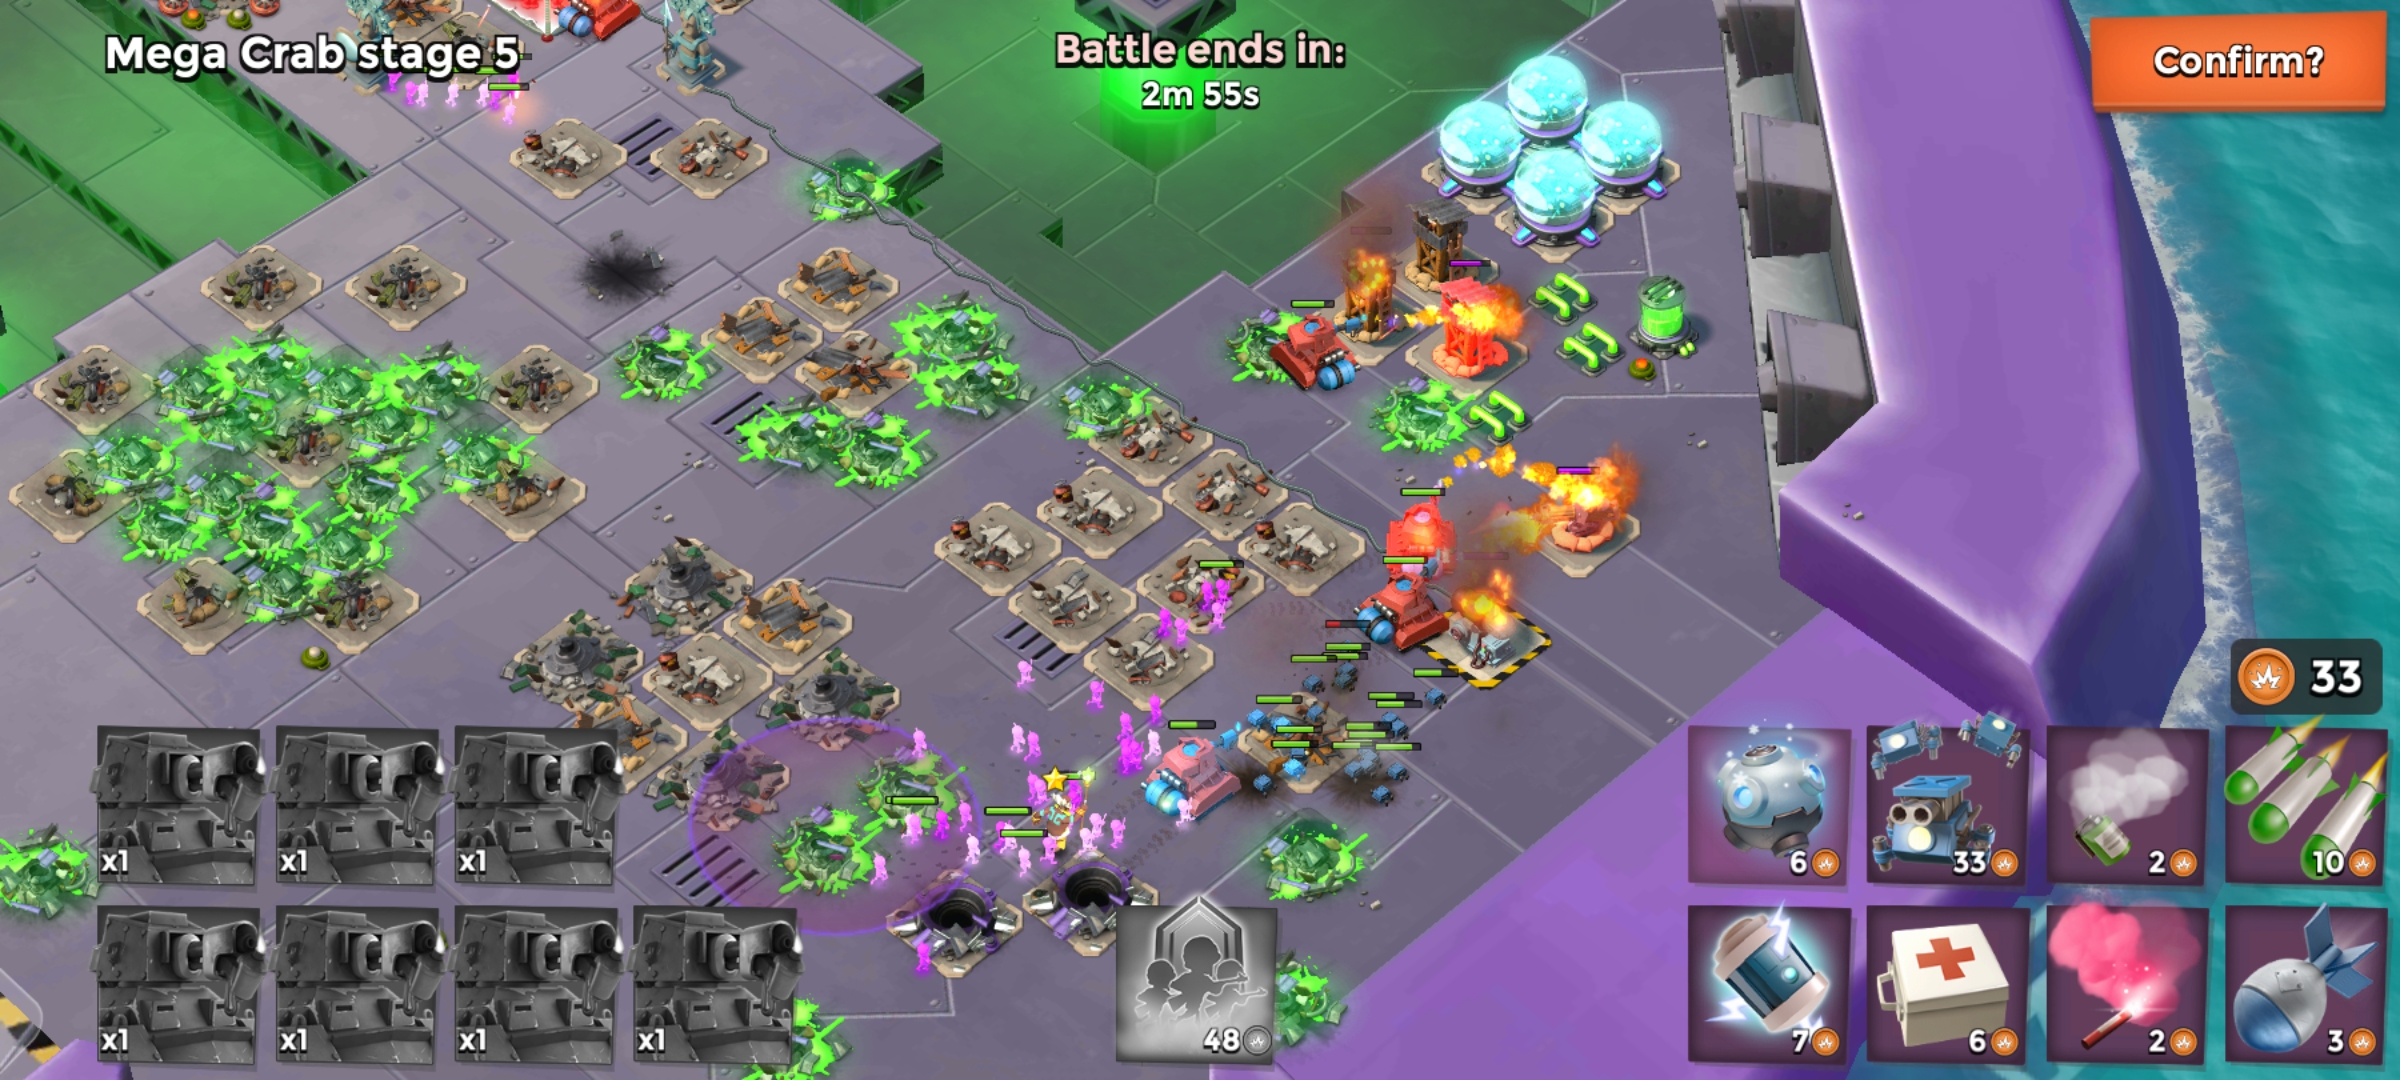 Mega Crab stage 5
Battle ends in:
2m 55s
Confirm?
33
x1
x1
x1
6
33
2
10
x1
x1
x1
x1
48
7
6
2
3